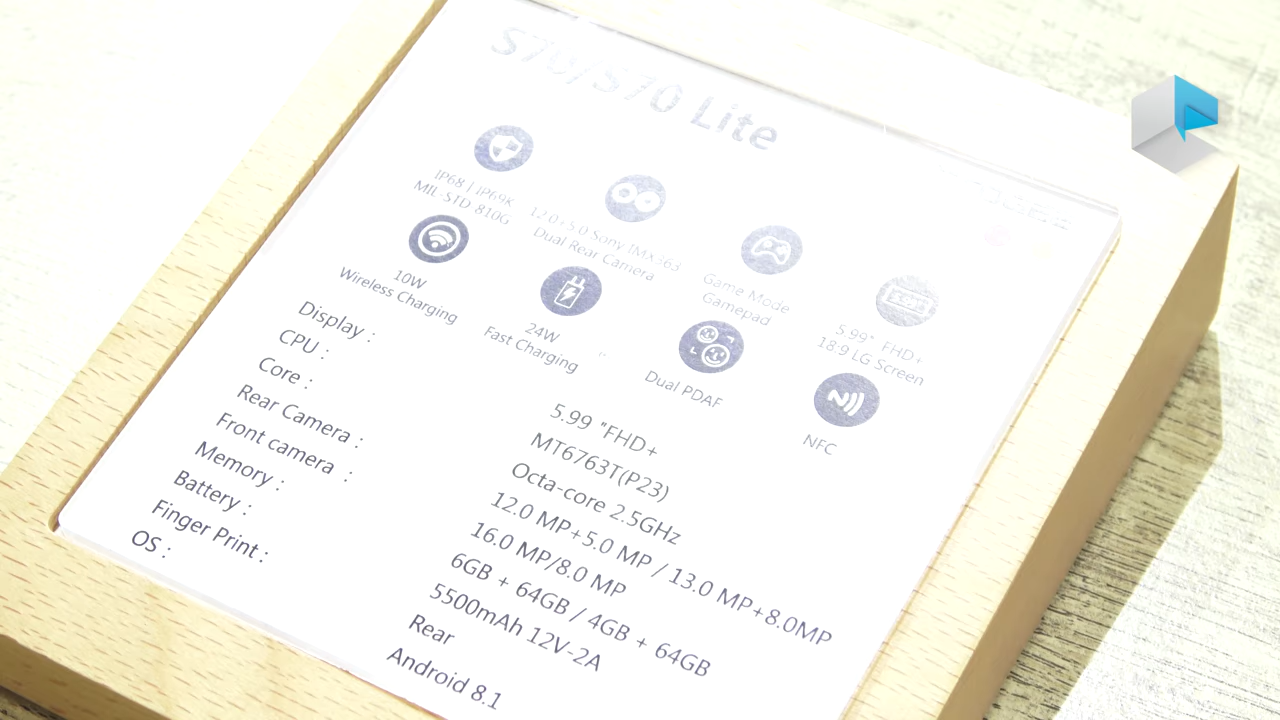 S70/S70 Lite
IP68 | IP69K
MIL-STD-810G
12.0+5.0 Sony IMX363
Dual Rear Camera
Game Mode
Gamepad
5.99" FHD+
18:9 LG Screen
10W
Wireless Charging
24W
Fast Charging
Dual PDAF
NFC
Display : 5.99 "FHD+
CPU : MT6763T(P23)
Core : Octa-core 2.5GHz
Rear Camera : 12.0 MP+5.0 MP / 13.0 MP+8.0MP
Front camera : 16.0 MP/8.0 MP
Memory : 6GB + 64GB / 4GB + 64GB
Battery : 5500mAh 12V-2A
Finger Print : Rear
OS : Android 8.1